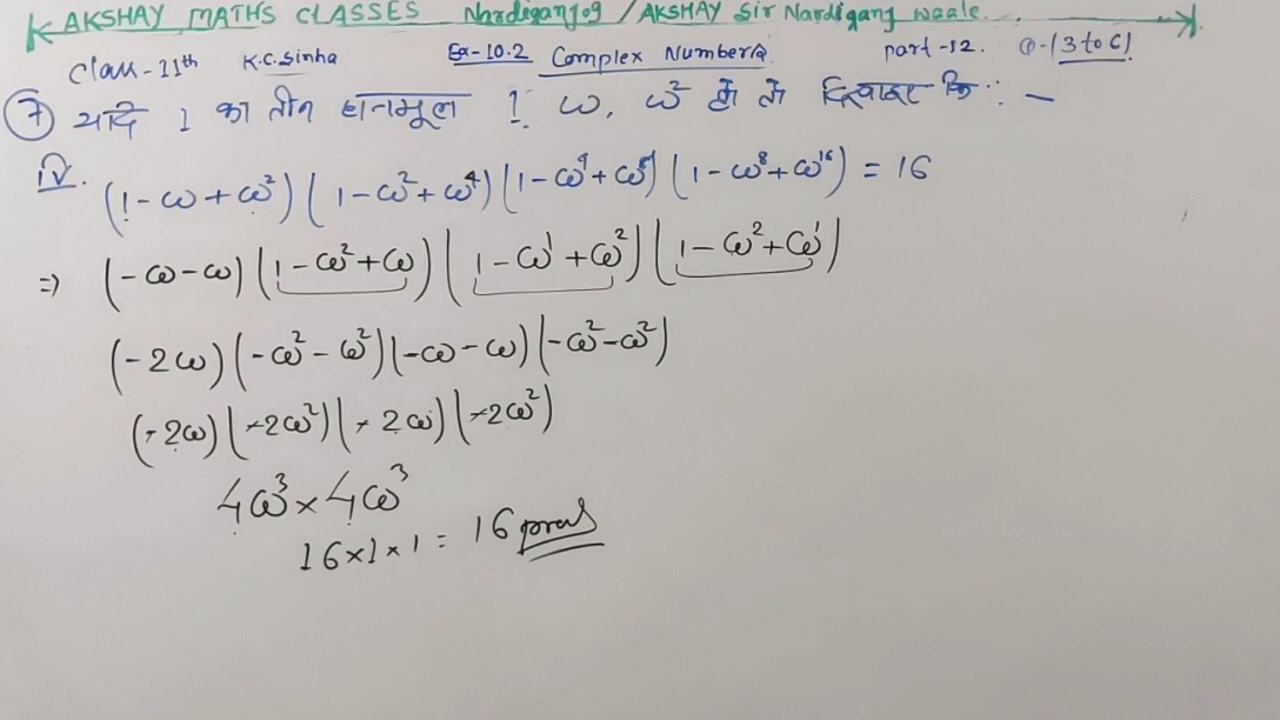 AKSHAY MATHS CLASSES Nardiganjog / AKSHAY Sir Nardiganj waale.
Class-11th K.C.Sinha Ex-10.2 Complex Numbers part-12. Q-(3 to 6)
7 यदि 1 का तीन घनमूल 1, ω, ω² हो तो दिखाइए कि: -
iv. (1-ω+ω²)(1-ω²+ω⁴)(1-ω⁴+ω⁸)(1-ω⁸+ω¹⁶) = 16
=> (-ω-ω)(1-ω²+ω)(1-ω¹+ω²)(1-ω²+ω¹)
(-2ω)(-ω²-ω²)(-ω-ω)(-ω²-ω²)
(-2ω)(-2ω²)(-2ω)(-2ω²)
4ω³×4ω³
16×1×1 = 16